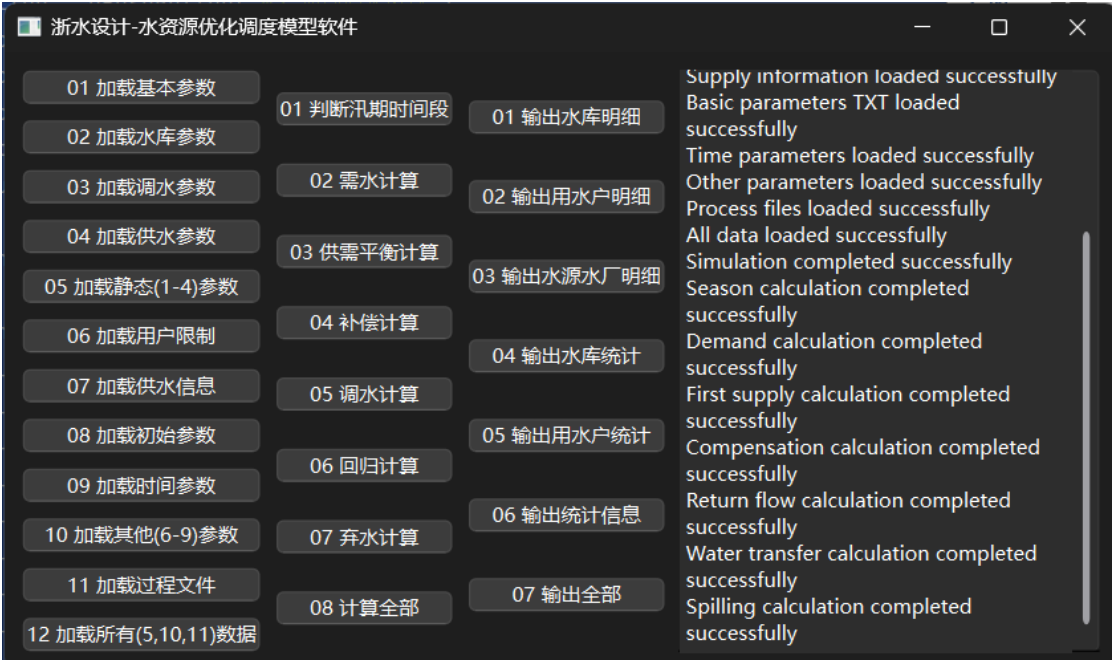 浙水设计-水资源优化调度模型软件
01 加载基本参数
02 加载水库参数
03 加载调水参数
04 加载供水参数
05 加载静态(1-4)参数
06 加载用户限制
07 加载供水信息
08 加载初始参数
09 加载时间参数
10 加载其他(6-9)参数
11 加载过程文件
12 加载所有(5,10,11)数据
01 判断汛期时间段
02 需水计算
03 供需平衡计算
04 补偿计算
05 调水计算
06 回归计算
07 弃水计算
08 计算全部
01 输出水库明细
02 输出用水户明细
03 输出水源水厂明细
04 输出水库统计
05 输出用水户统计
06 输出统计信息
07 输出全部
Supply information loaded successfully
Basic parameters TXT loaded
successfully
Time parameters loaded successfully
Other parameters loaded successfully
Process files loaded successfully
All data loaded successfully
Simulation completed successfully
Season calculation completed
successfully
Demand calculation completed
successfully
First supply calculation completed
successfully
Compensation calculation completed
successfully
Return flow calculation completed
successfully
Water transfer calculation completed
successfully
Spilling calculation completed
successfully